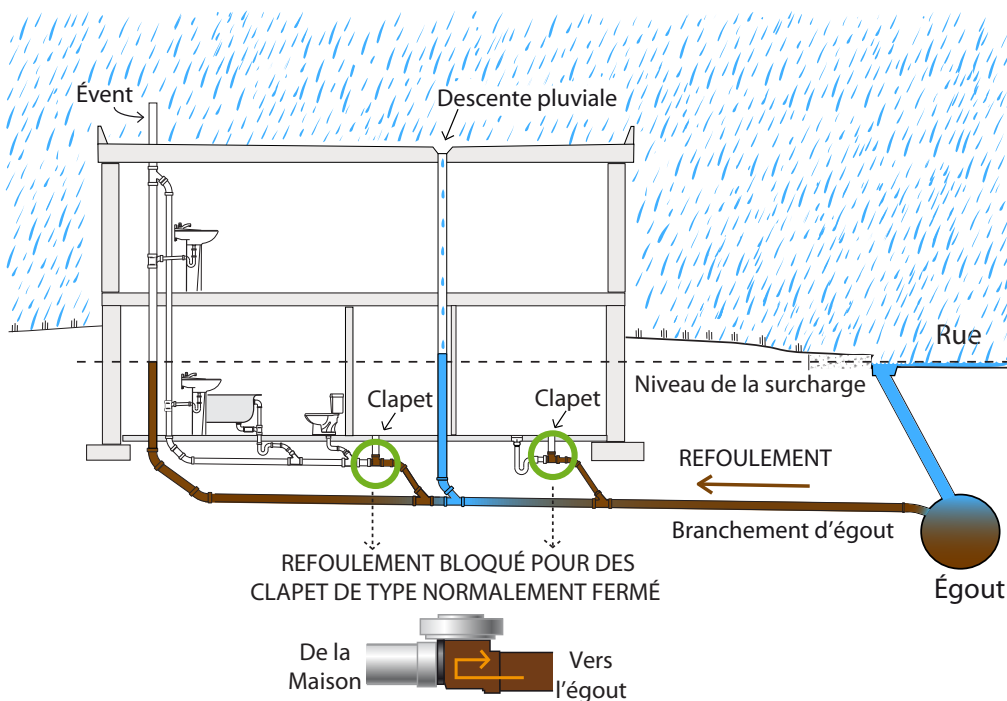 Évent
Descente pluviale
Rue
Niveau de la surcharge
Clapet
Clapet
REFOULEMENT
Branchement d'égout
Égout
REFOULEMENT BLOQUÉ POUR DES
CLAPET DE TYPE NORMALEMENT FERMÉ
De la
Maison
Vers
l'égout